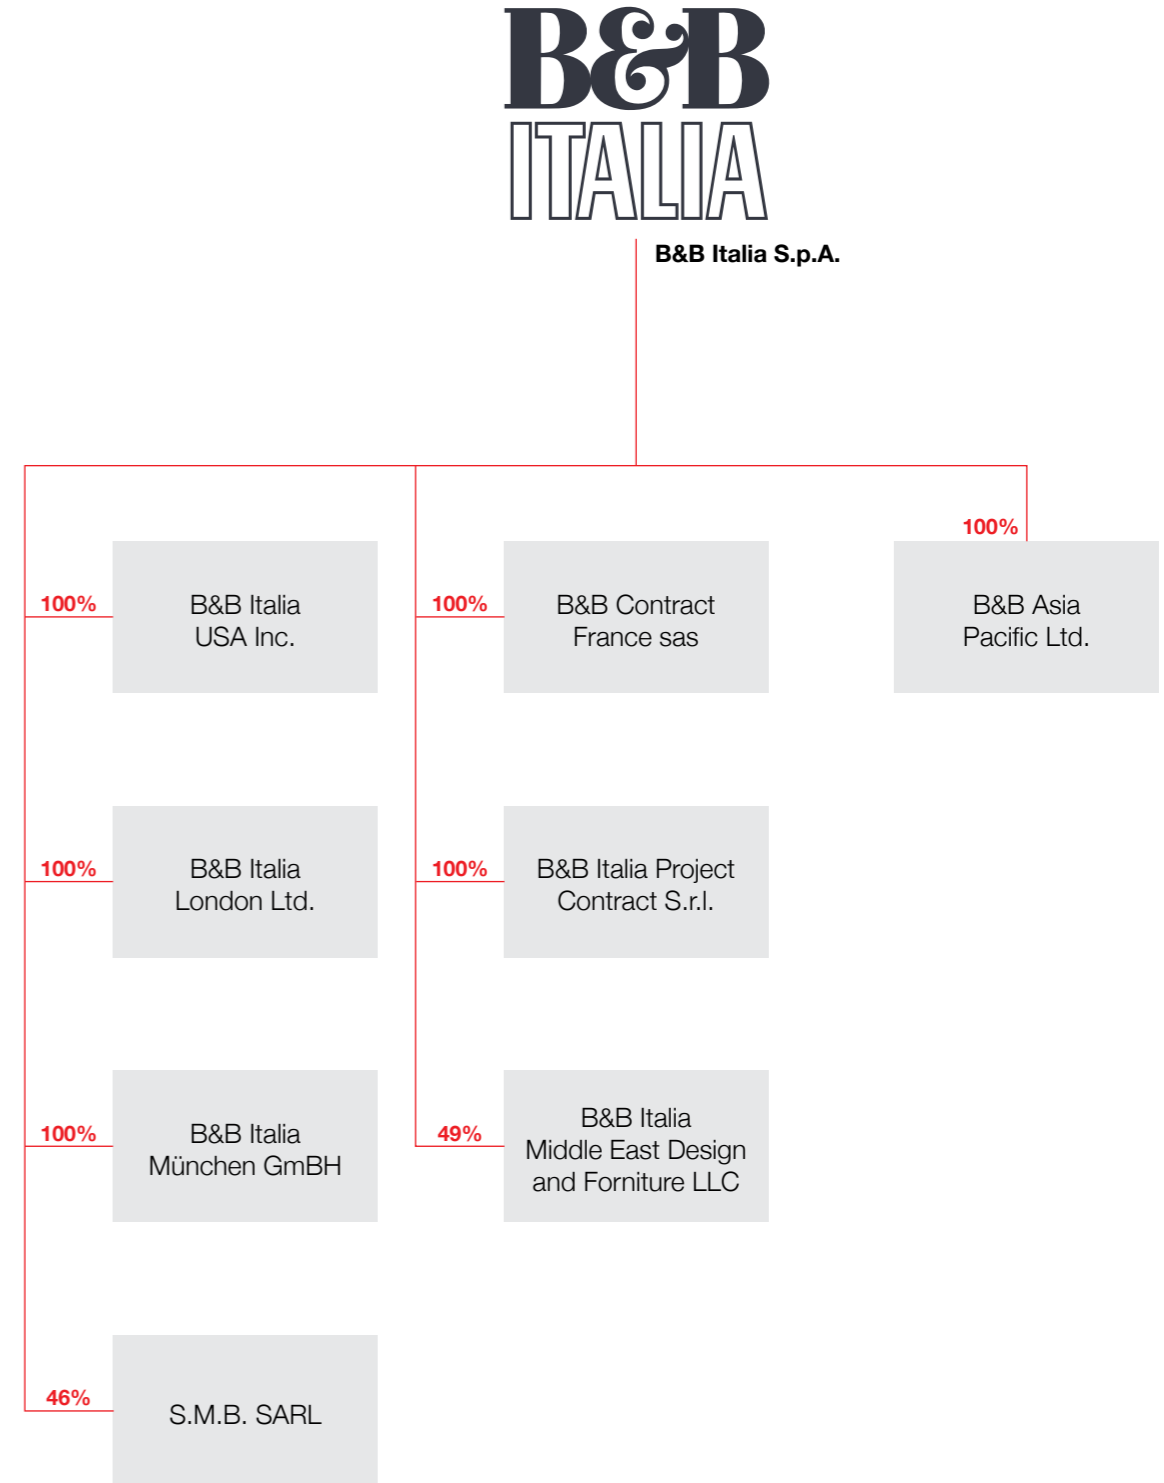 B&B
ITALIA
B&B Italia S.p.A.
100%
B&B Italia
USA Inc.
100%
B&B Contract
France sas
100%
B&B Asia
Pacific Ltd.
100%
B&B Italia
London Ltd.
100%
B&B Italia Project
Contract S.r.l.
100%
B&B Italia
München GmBH
49%
B&B Italia
Middle East Design
and Forniture LLC
46%
S.M.B. SARL